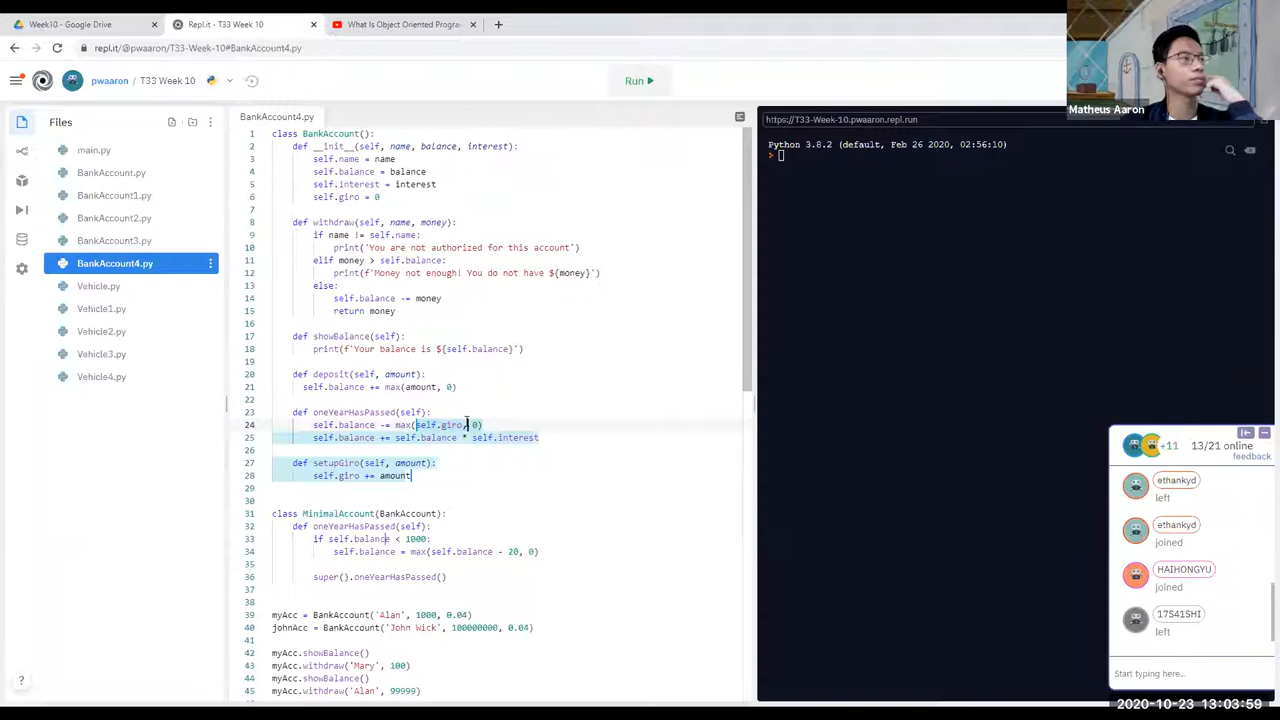 Week10 - Google Drive
Repl.it - T33 Week 10
What Is Object Oriented Progra
repl.it/@pwaaron/T33-Week-10#BankAccount4.py
pwaaron / T33 Week 10
Run
Matheus Aaron
Files
main.py
BankAccount.py
BankAccount1.py
BankAccount2.py
BankAccount3.py
BankAccount4.py
Vehicle.py
Vehicle1.py
Vehicle2.py
Vehicle3.py
Vehicle4.py
?
BankAccount4.py
1 class BankAccount():
2 def __init__(self, name, balance, interest):
3 self.name = name
4 self.balance = balance
5 self.interest = interest
6 self.giro = 0
7
8 def withdraw(self, name, money):
9 if name != self.name:
10 print('You are not authorized for this account')
11 elif money > self.balance:
12 print(f'Money not enough! You do not have ${money}')
13 else:
14 self.balance -= money
15 return money
16
17 def showBalance(self):
18 print(f'Your balance is ${self.balance}')
19
20 def deposit(self, amount):
21 self.balance += max(amount, 0)
22
23 def oneYearHasPassed(self):
24 self.balance -= max(self.giro, 0)
25 self.balance += self.balance * self.interest
26
27 def setupGiro(self, amount):
28 self.giro += amount
29
30
31 class MinimalAccount(BankAccount):
32 def oneYearHasPassed(self):
33 if self.balance < 1000:
34 self.balance = max(self.balance - 20, 0)
35
36 super().oneYearHasPassed()
37
38
39 myAcc = BankAccount('Alan', 1000, 0.04)
40 johnAcc = BankAccount('John Wick', 100000000, 0.04)
41
42 myAcc.showBalance()
43 myAcc.withdraw('Mary', 100)
44 myAcc.showBalance()
45 myAcc.withdraw('Alan', 99999)
https://T33-Week-10.pwaaron.repl.run
Python 3.8.2 (default, Feb 26 2020, 02:56:10)
>
+11 13/21 online
feedback
ethankyd
left
ethankyd
joined
HAIHONGYU
joined
17S41SHI
left
Start typing here...
2020-10-23 13:03:59